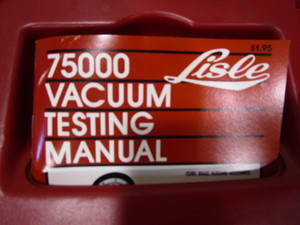 $1.95
Lisle
75000
VACUUM
TESTING
MANUAL